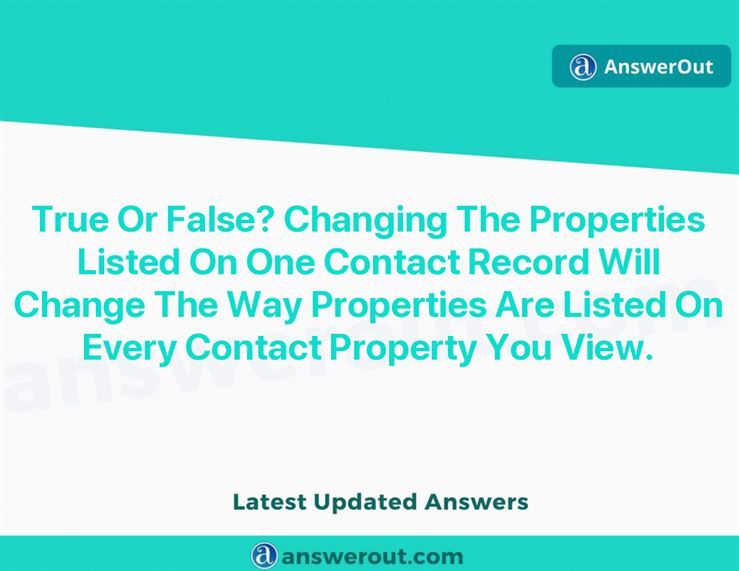 AnswerOut
True Or False? Changing The Properties
Listed On One Contact Record Will
Change The Way Properties Are Listed On
Every Contact Property You View.
answerout.com
Latest Updated Answers
answerout.com